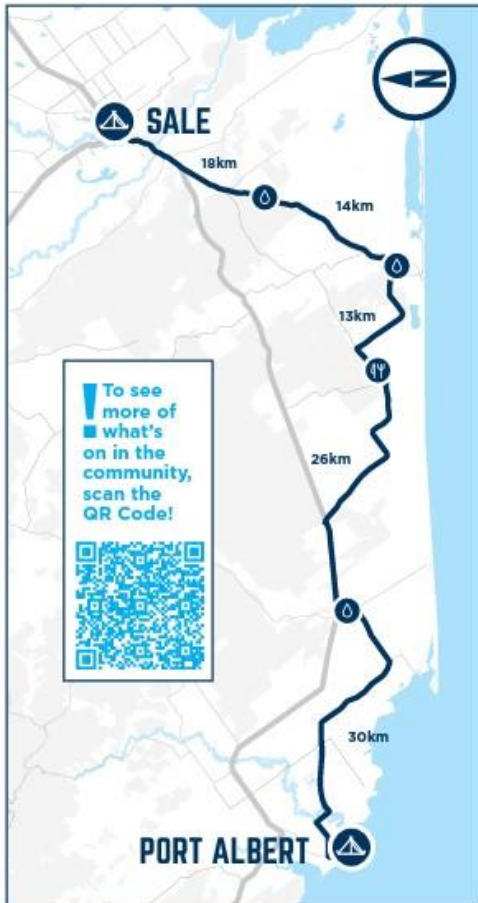 N
SALE
18km
14km
13km
! To see
more of
what's
on in the
community,
scan the
QR Code!
26km
30km
PORT ALBERT